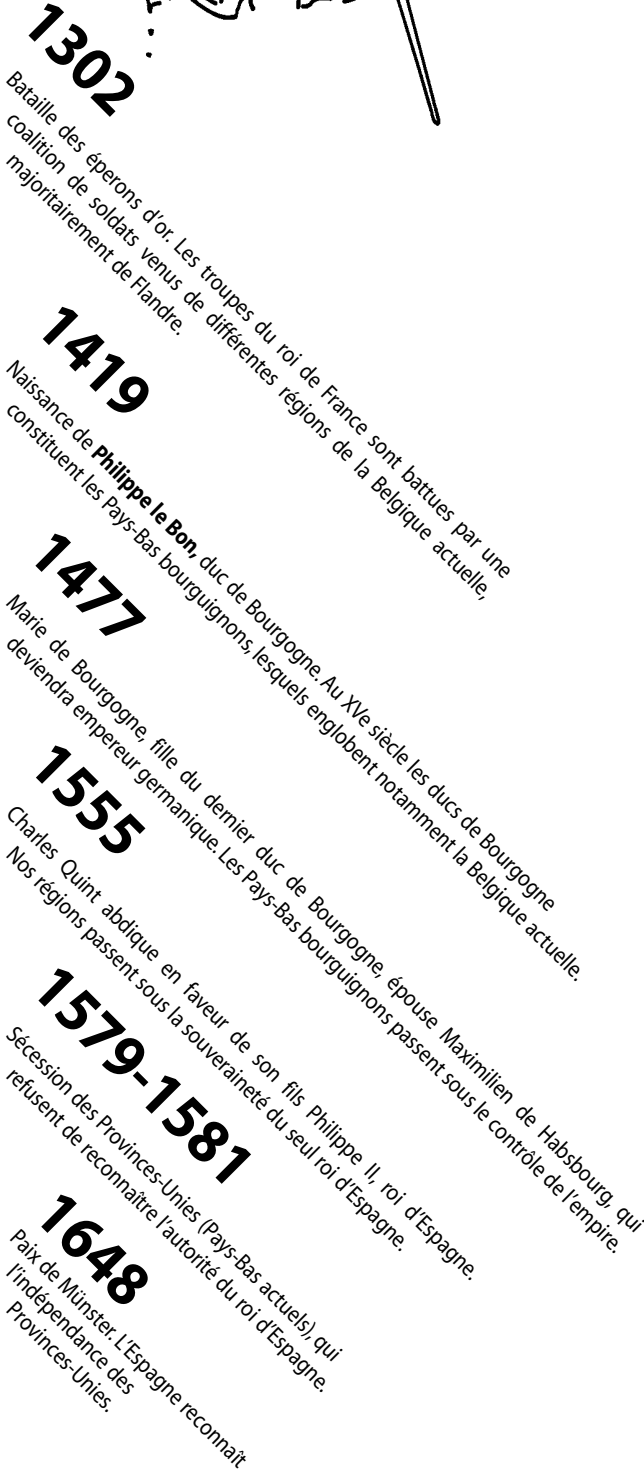 1302
Bataille des éperons d'or. Les troupes du roi de France sont battues par une
coalition de soldats venus de différentes régions de la Belgique actuelle,
majoritairement de Flandre.
1419
Naissance de Philippe le Bon, duc de Bourgogne. Au XVe siècle les ducs de Bourgogne
constituent les Pays-Bas bourguignons, lesquels englobent notamment la Belgique actuelle.
1477
Marie de Bourgogne, fille du dernier duc de Bourgogne, épouse Maximilien de Habsbourg, qui
deviendra empereur germanique. Les Pays-Bas bourguignons passent sous le contrôle de l'empire.
1555
Charles Quint abdique en faveur de son fils Philippe II, roi d'Espagne.
Nos régions passent sous la souveraineté du seul roi d'Espagne.
1579-1581
Sécession des Provinces-Unies (Pays-Bas actuels), qui
refusent de reconnaître l'autorité du roi d'Espagne.
1648
Paix de Münster. L'Espagne reconnaît
l'indépendance des
Provinces-Unies.